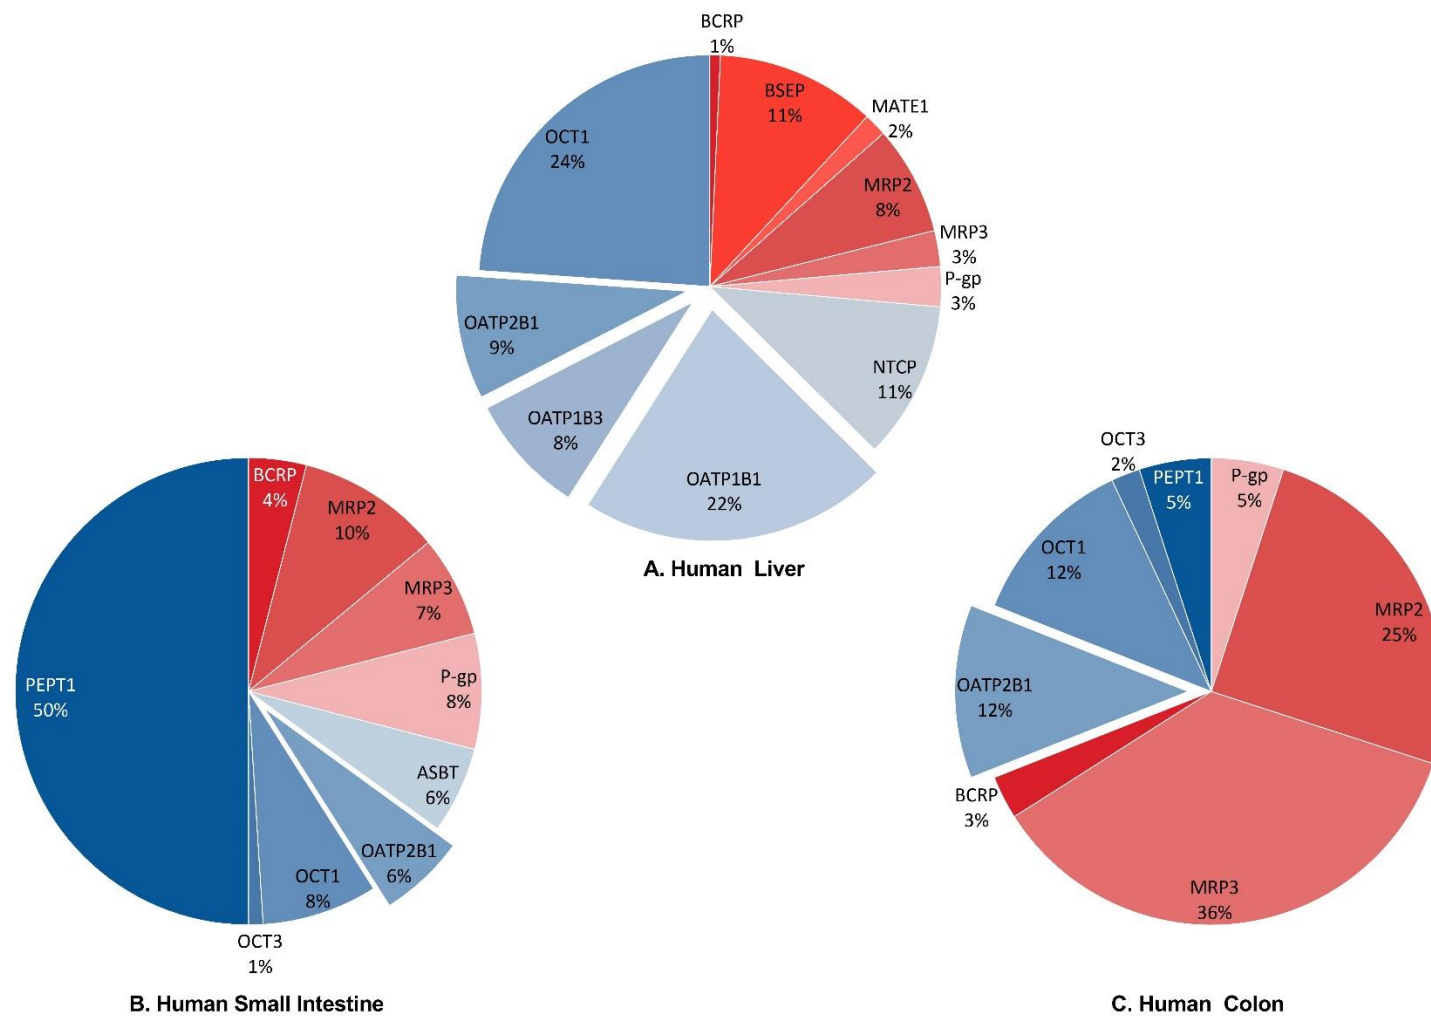 BCRP
1%
BSEP
11%
MATE1
2%
MRP2
8%
MRP3
3%
P-gp
3%
NTCP
11%
OATP1B1
22%
OATP1B3
8%
OATP2B1
9%
OCT1
24%
A. Human Liver
BCRP
4%
MRP2
10%
MRP3
7%
P-gp
8%
ASBT
6%
OATP2B1
6%
OCT1
8%
OCT3
1%
PEPT1
50%
B. Human Small Intestine
P-gp
5%
MRP2
25%
MRP3
36%
BCRP
3%
OATP2B1
12%
OCT1
12%
OCT3
2%
PEPT1
5%
C. Human Colon